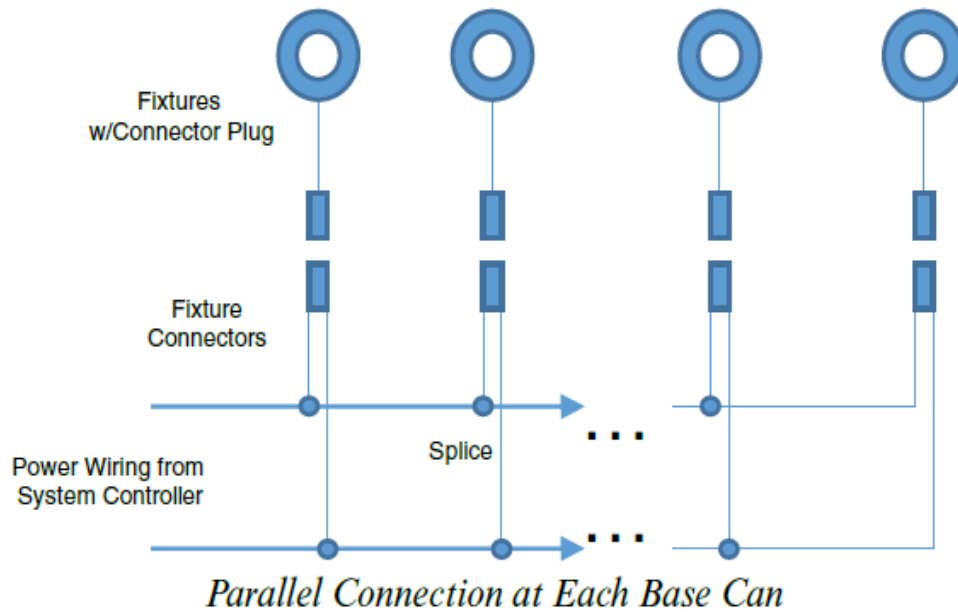 Fixtures
w/Connector Plug
Fixture
Connectors
. . .
Splice
Power Wiring from
System Controller
. . .
Parallel Connection at Each Base Can